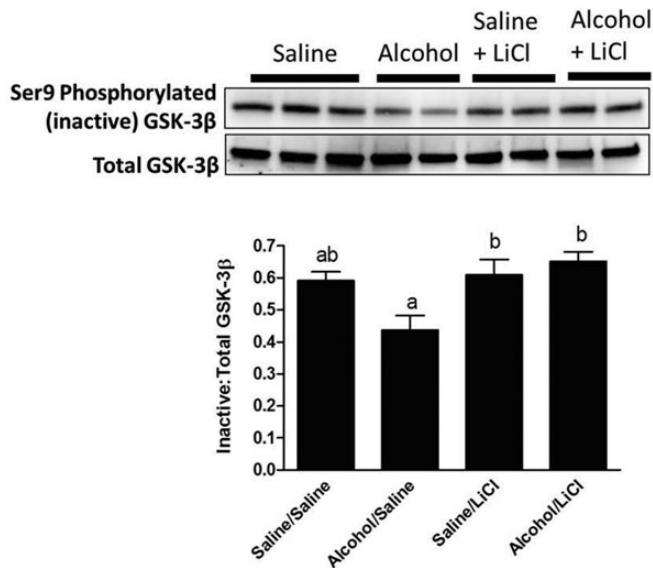 Saline
Alcohol
Saline
+ LiCl
Alcohol
+ LiCl
Ser9 Phosphorylated
(inactive) GSK-3β
Total GSK-3β
Inactive:Total GSK-3β
0.7
0.6
0.5
0.4
0.3
0.2
0.1
0.0
ab
a
b
b
Saline/Saline
Alcohol/Saline
Saline/LiCl
Alcohol/LiCl